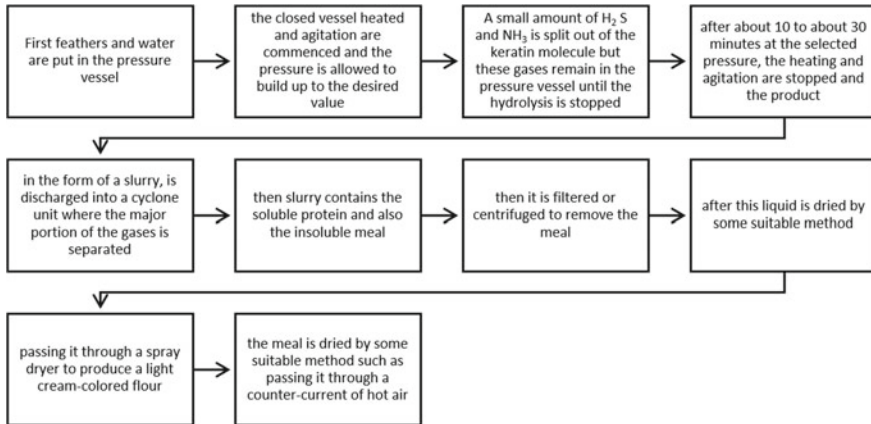 First feathers and water
are put in the pressure
vessel
the closed vessel heated
and agitation are
commenced and the
pressure is allowed to
build up to the desired
value
A small amount of H₂ S
and NH₃ is split out of the
keratin molecule but
these gases remain in the
pressure vessel until the
hydrolysis is stopped
after about 10 to about 30
minutes at the selected
pressure, the heating and
agitation are stopped and
the product
in the form of a slurry, is
discharged into a cyclone
unit where the major
portion of the gases is
separated
then slurry contains the
soluble protein and also
the insoluble meal
then it is filtered or
centrifuged to remove the
meal
after this liquid is dried by
some suitable method
passing it through a spray
dryer to produce a light
cream-colored flour
the meal is dried by some
suitable method such as
passing it through a
counter-current of hot air